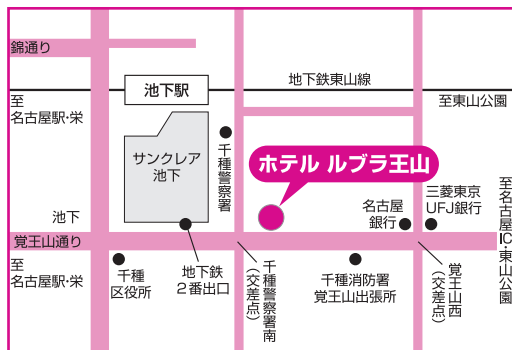 錦通り
池下駅
地下鉄東山線
至
名古屋駅・栄
至東山公園
サンクレア
池下
千種警察署
ホテル ルブラ王山
名古屋
銀行
三菱東京
UFJ銀行
至名古屋IC・東山公園
池下
覚王山通り
至
名古屋駅・栄
千種
区役所
地下鉄
2番出口
千種警察署南
(交差点)
千種消防署
覚王山出張所
覚王山西
(交差点)